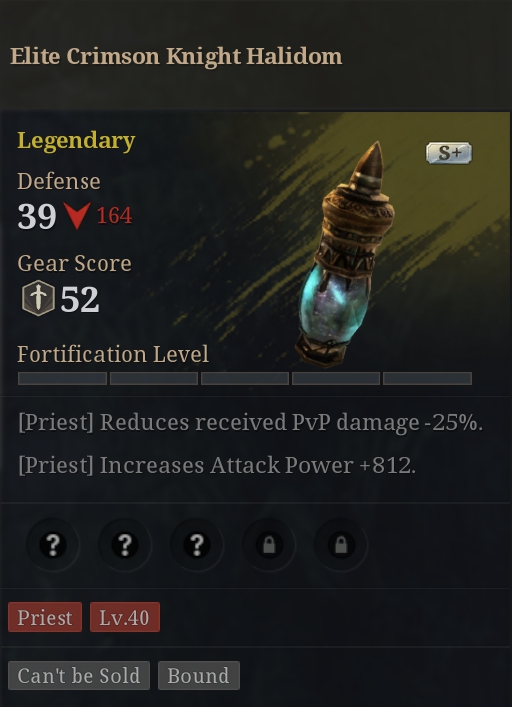 Elite Crimson Knight Halidom
Legendary
S+
Defense
39 164
Gear Score
52
Fortification Level
[Priest] Reduces received PvP damage -25%.
[Priest] Increases Attack Power +812.
? ? ?
Priest Lv.40
Can't be Sold Bound